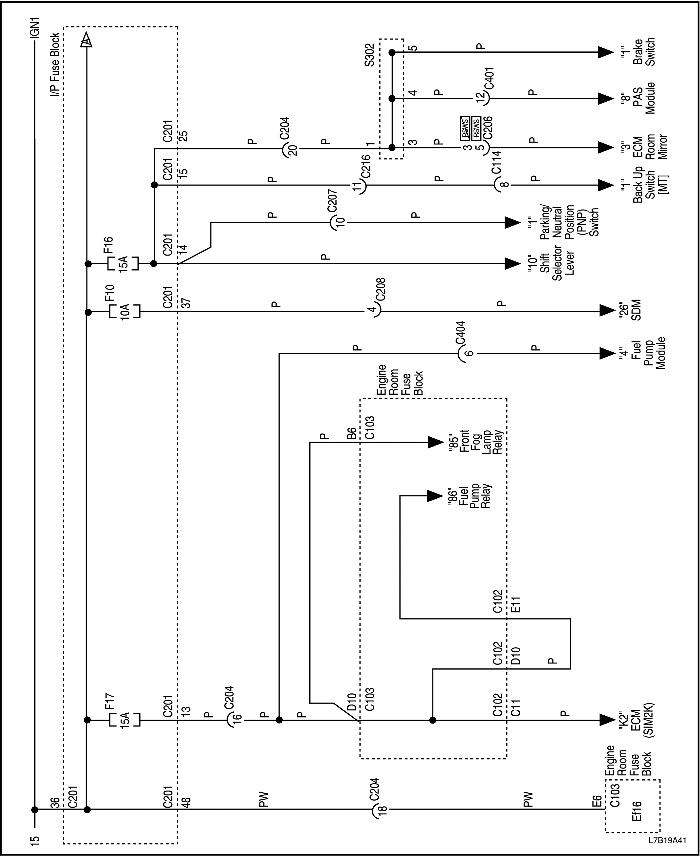 IGN1
15
I/P Fuse Block
A
36
C201
F16
15A
F10
10A
F17
15A
C201
25
C201
15
C201
14
C201
37
C201
13
C201
48
P
C204
20
P
1
S302
5
P
"1"
Brake
Switch
4
P
C401
12
P
"8"
PAS
Module
3
P
C206
3
5
P
"3"
ECM
Room
Mirror
P
C216
11
P
C114
8
P
"1"
Back Up
Switch
[MT]
P
C207
10
P
"1"
Parking/
Neutral
Position
(PNP)
Switch
P
"10"
Shift
Selector
Lever
P
C208
4
P
"26"
SDM
P
C404
6
P
"4"
Fuel
Pump
Module
Engine
Room
Fuse
Block
P
B6
C103
"85"
Front
Fog
Lamp
Relay
"86"
Fuel
Pump
Relay
C102
E11
C102
D10
P
P
C204
16
P
D10
C103
C102
C11
P
"K2"
ECM
(SIM2K)
PW
C204
18
PW
E6
C103
Ef16
Engine
Room
Fuse
Block
L7B19A41